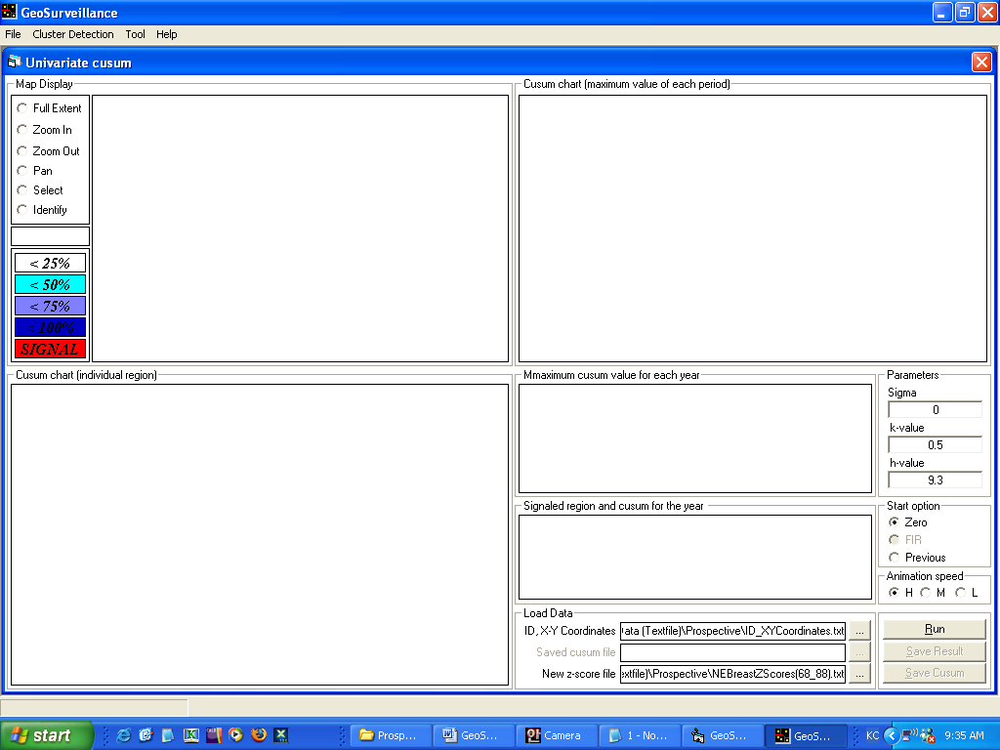 GeoSurveillance
File Cluster Detection Tool Help
Univariate cusum
Map Display
Full Extent
Zoom In
Zoom Out
Pan
Select
Identify
< 25%
< 50%
< 75%
< 100%
SIGNAL
Cusum chart (maximum value of each period)
Cusum chart (individual region)
Mmaximum cusum value for each year
Signaled region and cusum for the year
Parameters
Sigma
0
k-value
0.5
h-value
9.3
Start option
Zero
FIR
Previous
Animation speed
H M L
Load Data
ID, X-Y Coordinates ata (Textfile)\Prospective\ID_XYCoordinates.txt ...
Saved cusum file ...
New z-score file extfile)\Prospective\NEBreastZScores(68_88).txt ...
Run
Save Result
Save Cusum
start Prosp... GeoS... Camera 1 - No... GeoS... GeoS... KC 9:35 AM